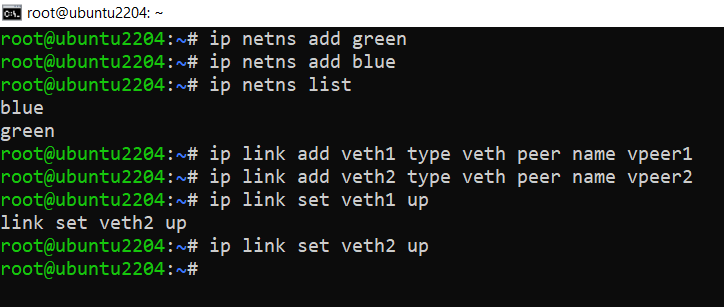 root@ubuntu2204: ~
root@ubuntu2204:~# ip netns add green
root@ubuntu2204:~# ip netns add blue
root@ubuntu2204:~# ip netns list
blue
green
root@ubuntu2204:~# ip link add veth1 type veth peer name vpeer1
root@ubuntu2204:~# ip link add veth2 type veth peer name vpeer2
root@ubuntu2204:~# ip link set veth1 up
link set veth2 up
root@ubuntu2204:~# ip link set veth2 up
root@ubuntu2204:~#